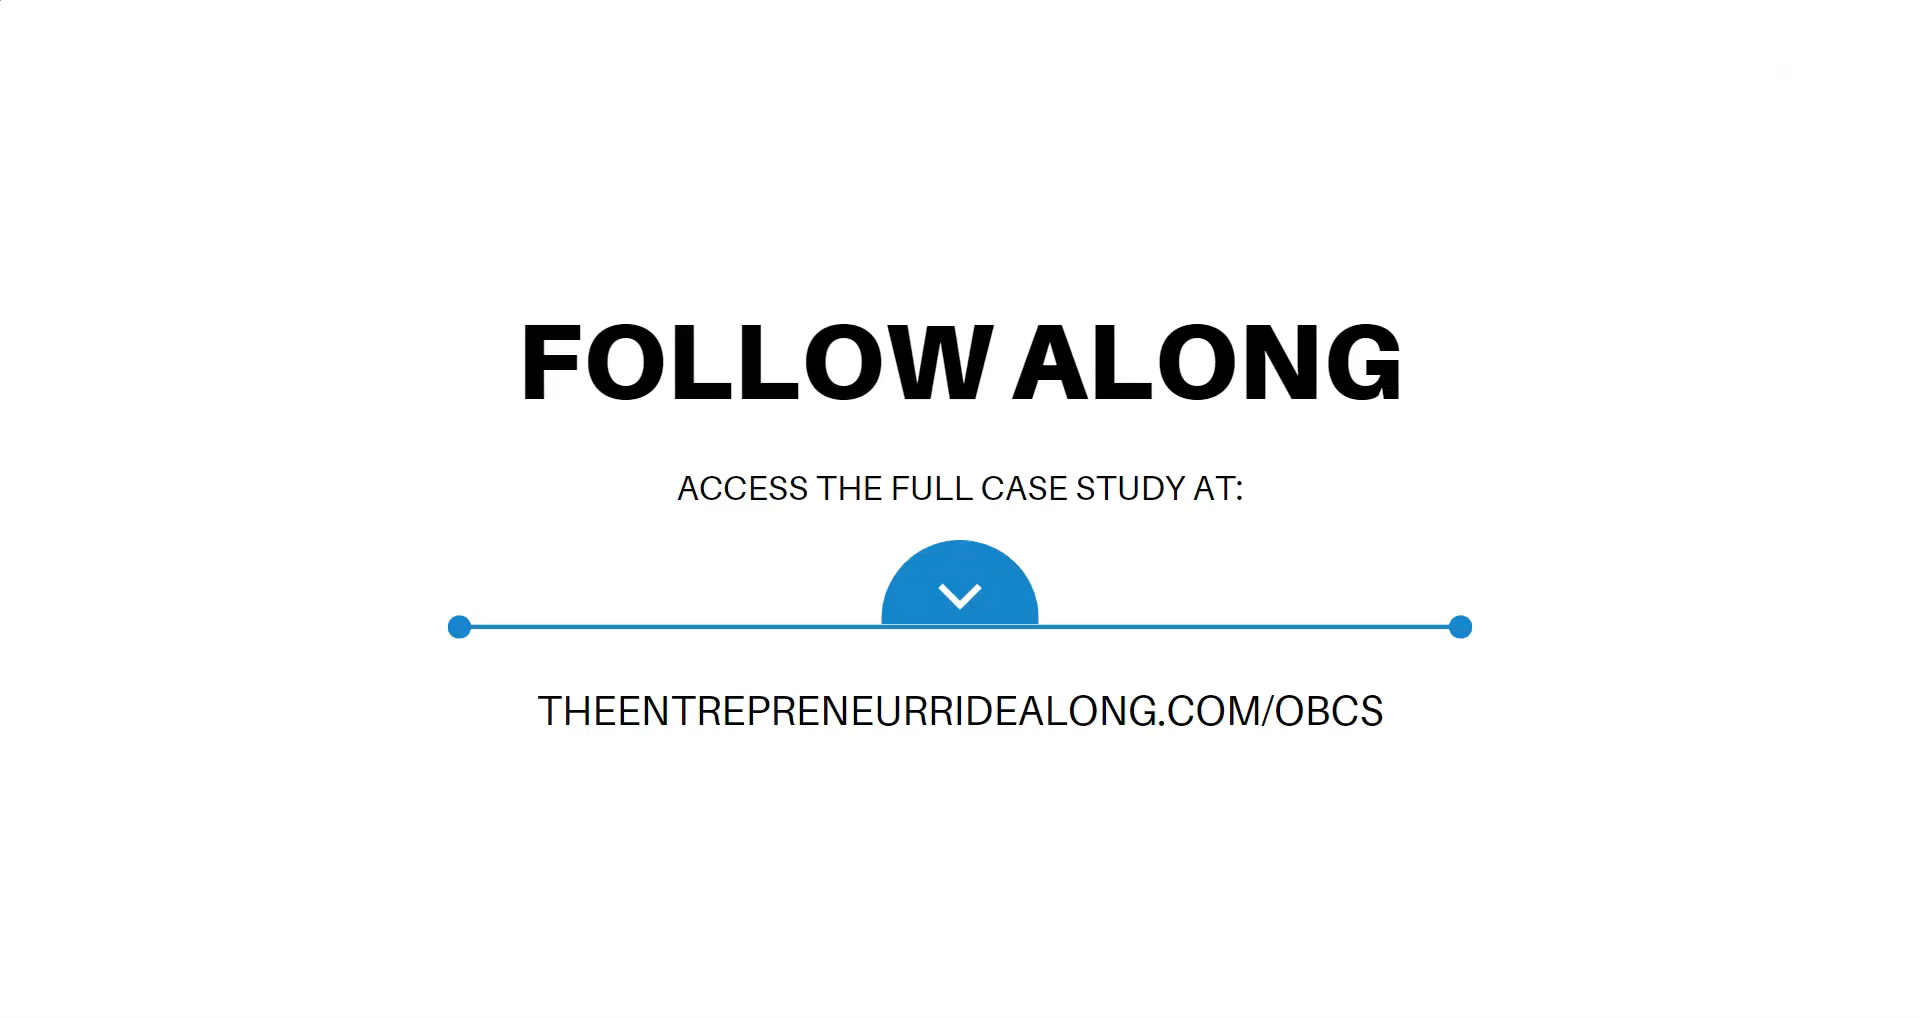 FOLLOW ALONG
ACCESS THE FULL CASE STUDY AT:
THEENTREPRENEURRIDEALONG.COM/OBCS